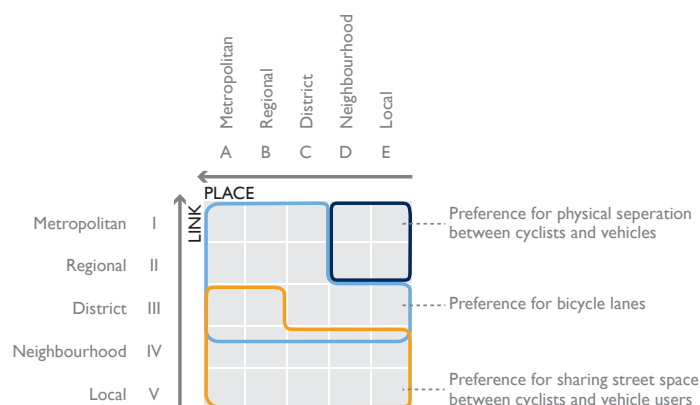 Metropolitan
Regional
District
Neighbourhood
Local
A
B
C
D
E
PLACE
LINK
Metropolitan I
Regional II
District III
Neighbourhood IV
Local V
Preference for physical seperation
between cyclists and vehicles
Preference for bicycle lanes
Preference for sharing street space
between cyclists and vehicle users